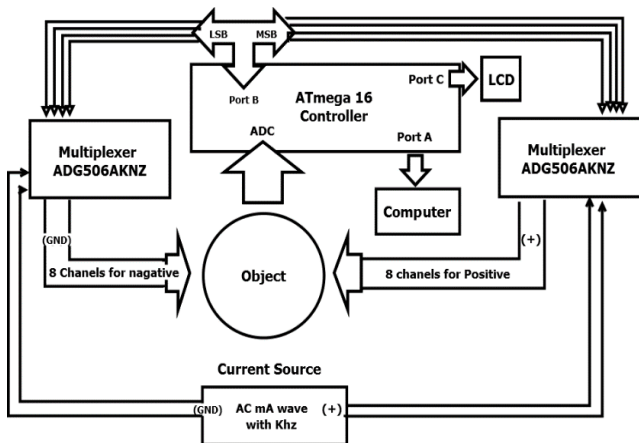 LSB
MSB
Port B
ATmega 16
Controller
Port C
LCD
ADC
Port A
Multiplexer
ADG506AKNZ
Multiplexer
ADG506AKNZ
Computer
(GND)
(+)
8 Chanels for nagative
Object
8 chanels for Positive
Current Source
(GND)
AC mA wave
with Khz
(+)